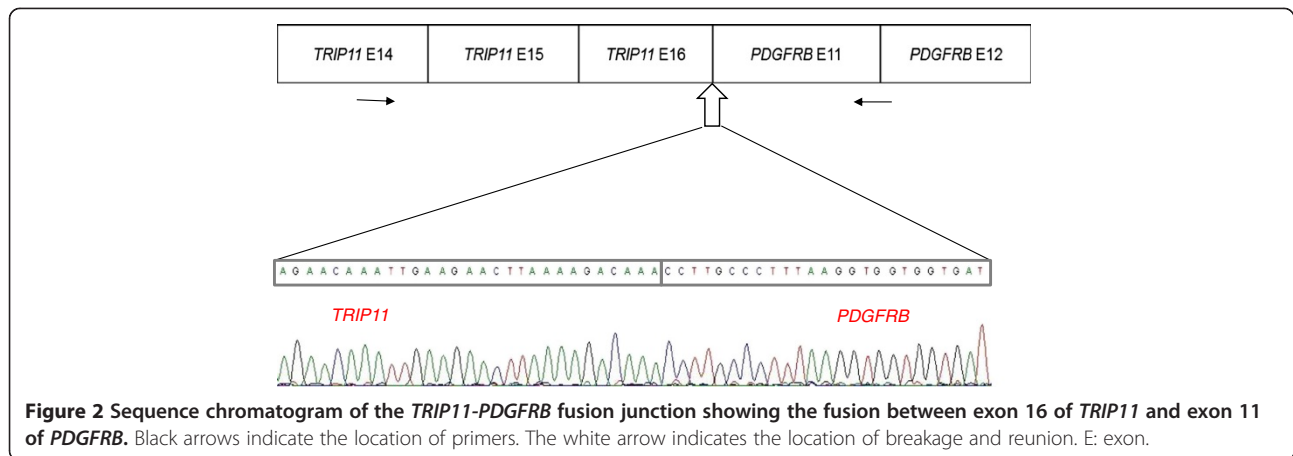 TRIP11 E14 TRIP11 E15 TRIP11 E16 PDGFRB E11 PDGFRB E12
A G A A C A A A T T G A A G A A C T T A A A A G A C A A A C C T T G C C C T T T A A G G T G G T G G T G A T
TRIP11 PDGFRB
Figure 2 Sequence chromatogram of the TRIP11-PDGFRB fusion junction showing the fusion between exon 16 of TRIP11 and exon 11
of PDGFRB. Black arrows indicate the location of primers. The white arrow indicates the location of breakage and reunion. E: exon.